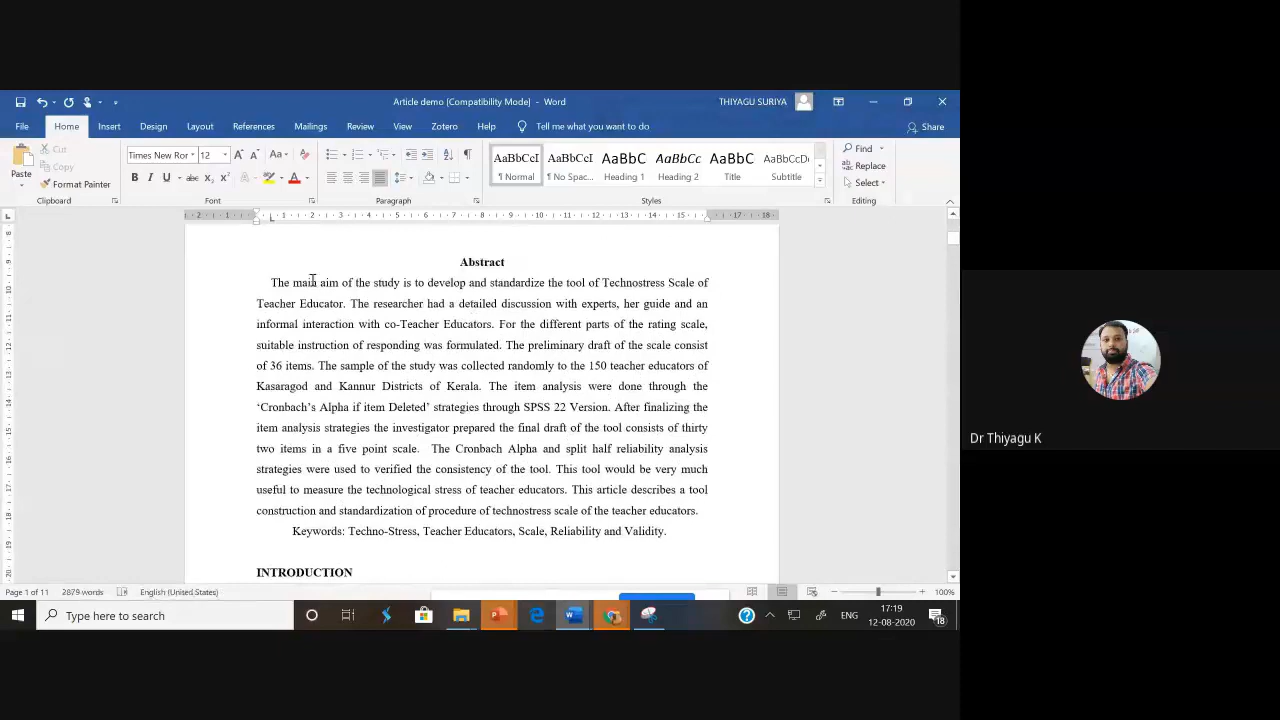 Article demo [Compatibility Mode] - Word
THIYAGU SURIYA
File Home Insert Design Layout References Mailings Review View Zotero Help Tell me what you want to do Share
Paste
Cut
Copy
Format Painter
Times New Ror 12
AaBbCcI AaBbCcI AaBbC AaBbCc AaBbC AaBbCcDc
¶ Normal ¶ No Spac... Heading 1 Heading 2 Title Subtitle
Find
Replace
Select
Clipboard Font Paragraph Styles Editing
Abstract
The main aim of the study is to develop and standardize the tool of Technostress Scale of
Teacher Educator. The researcher had a detailed discussion with experts, her guide and an
informal interaction with co-Teacher Educators. For the different parts of the rating scale,
suitable instruction of responding was formulated. The preliminary draft of the scale consist
of 36 items. The sample of the study was collected randomly to the 150 teacher educators of
Kasaragod and Kannur Districts of Kerala. The item analysis were done through the
‘Cronbach’s Alpha if item Deleted’ strategies through SPSS 22 Version. After finalizing the
item analysis strategies the investigator prepared the final draft of the tool consists of thirty
two items in a five point scale. The Cronbach Alpha and split half reliability analysis
strategies were used to verified the consistency of the tool. This tool would be very much
useful to measure the technological stress of teacher educators. This article describes a tool
construction and standardization of procedure of technostress scale of the teacher educators.
Keywords: Techno-Stress, Teacher Educators, Scale, Reliability and Validity.
INTRODUCTION
Page 1 of 11 2879 words English (United States) 100%
Type here to search
ENG
17:19
12-08-2020
18
Dr Thiyagu K